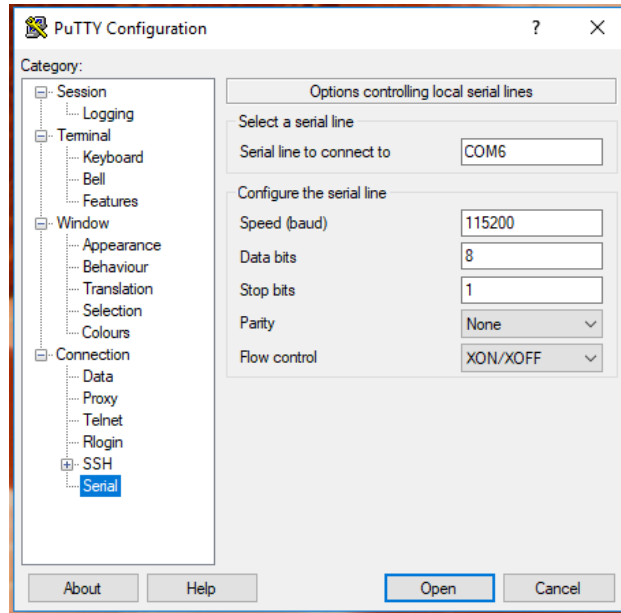 PuTTY Configuration
?
Category:
Session
Logging
Terminal
Keyboard
Bell
Features
Window
Appearance
Behaviour
Translation
Selection
Colours
Connection
Data
Proxy
Telnet
Rlogin
SSH
Serial
Options controlling local serial lines
Select a serial line
Serial line to connect to COM6
Configure the serial line
Speed (baud) 115200
Data bits 8
Stop bits 1
Parity None
Flow control XON/XOFF
About Help Open Cancel